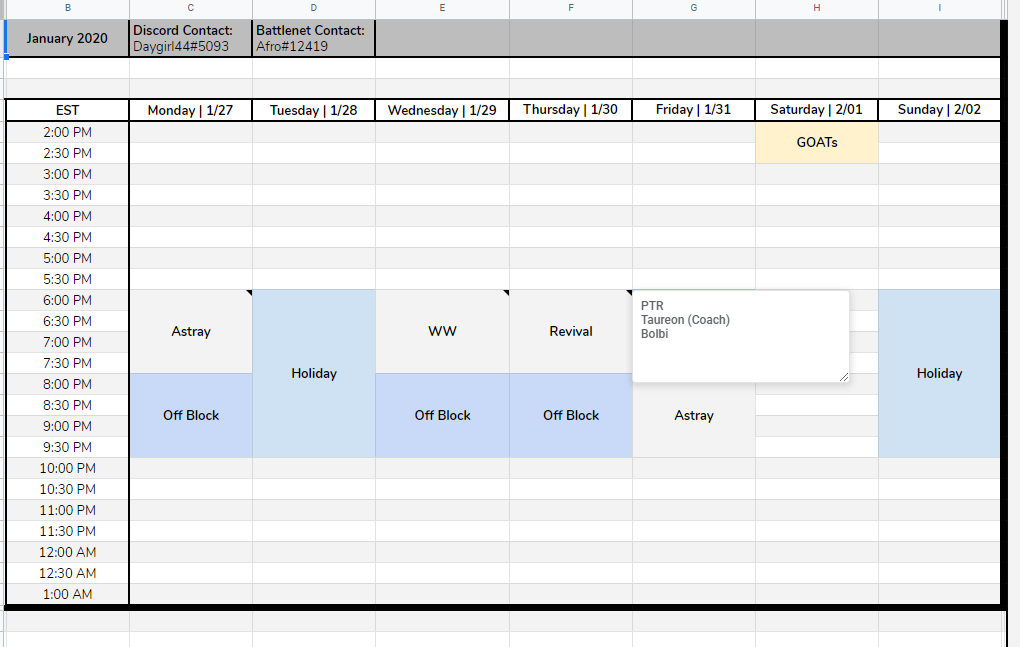 B C D E F G H I
January 2020 Discord Contact: Battlenet Contact:
Daygirl44#5093 Afro#12419
EST Monday | 1/27 Tuesday | 1/28 Wednesday | 1/29 Thursday | 1/30 Friday | 1/31 Saturday | 2/01 Sunday | 2/02
2:00 PM
GOATs
2:30 PM
3:00 PM
3:30 PM
4:00 PM
4:30 PM
5:00 PM
5:30 PM
6:00 PM PTR
6:30 PM Taureon (Coach)
Astray WW Revival Bolbi
7:00 PM
7:30 PM
Holiday Holiday
8:00 PM
8:30 PM
Off Block Off Block Off Block Astray
9:00 PM
9:30 PM
10:00 PM
10:30 PM
11:00 PM
11:30 PM
12:00 AM
12:30 AM
1:00 AM